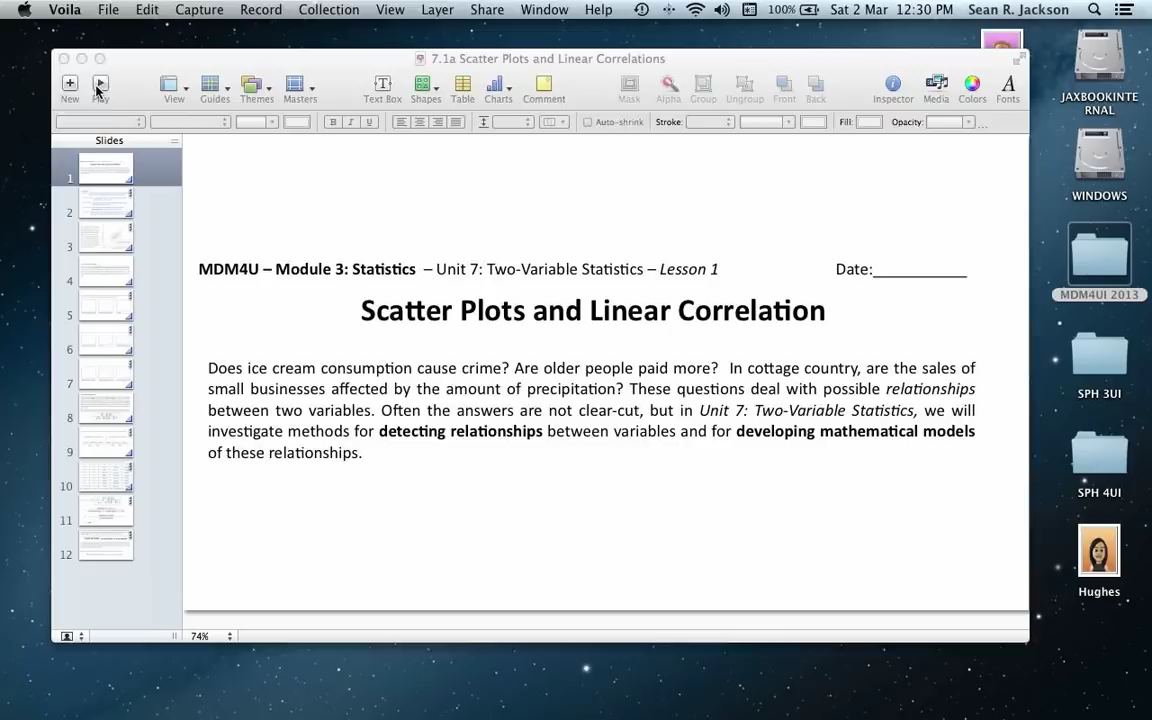 Voila File Edit Capture Record Collection View Layer Share Window Help 100% Sat 2 Mar 12:30 PM Sean R. Jackson
7.1a Scatter Plots and Linear Correlations
New Play View Guides Themes Masters Text Box Shapes Table Charts Comment Mask Alpha Group Ungroup Front Back Inspector Media Colors Fonts
B I U Auto-shrink Stroke: Fill: Opacity: ...
Slides
1
2
3
4
5
6
7
8
9
10
11
12
MDM4U – Module 3: Statistics – Unit 7: Two-Variable Statistics – Lesson 1 Date:___________
Scatter Plots and Linear Correlation
Does ice cream consumption cause crime? Are older people paid more? In cottage country, are the sales of
small businesses affected by the amount of precipitation? These questions deal with possible relationships
between two variables. Often the answers are not clear-cut, but in Unit 7: Two-Variable Statistics, we will
investigate methods for detecting relationships between variables and for developing mathematical models
of these relationships.
74%
JAXBOOKINTE
RNAL
WINDOWS
MDM4UI 2013
SPH 3UI
SPH 4UI
Hughes